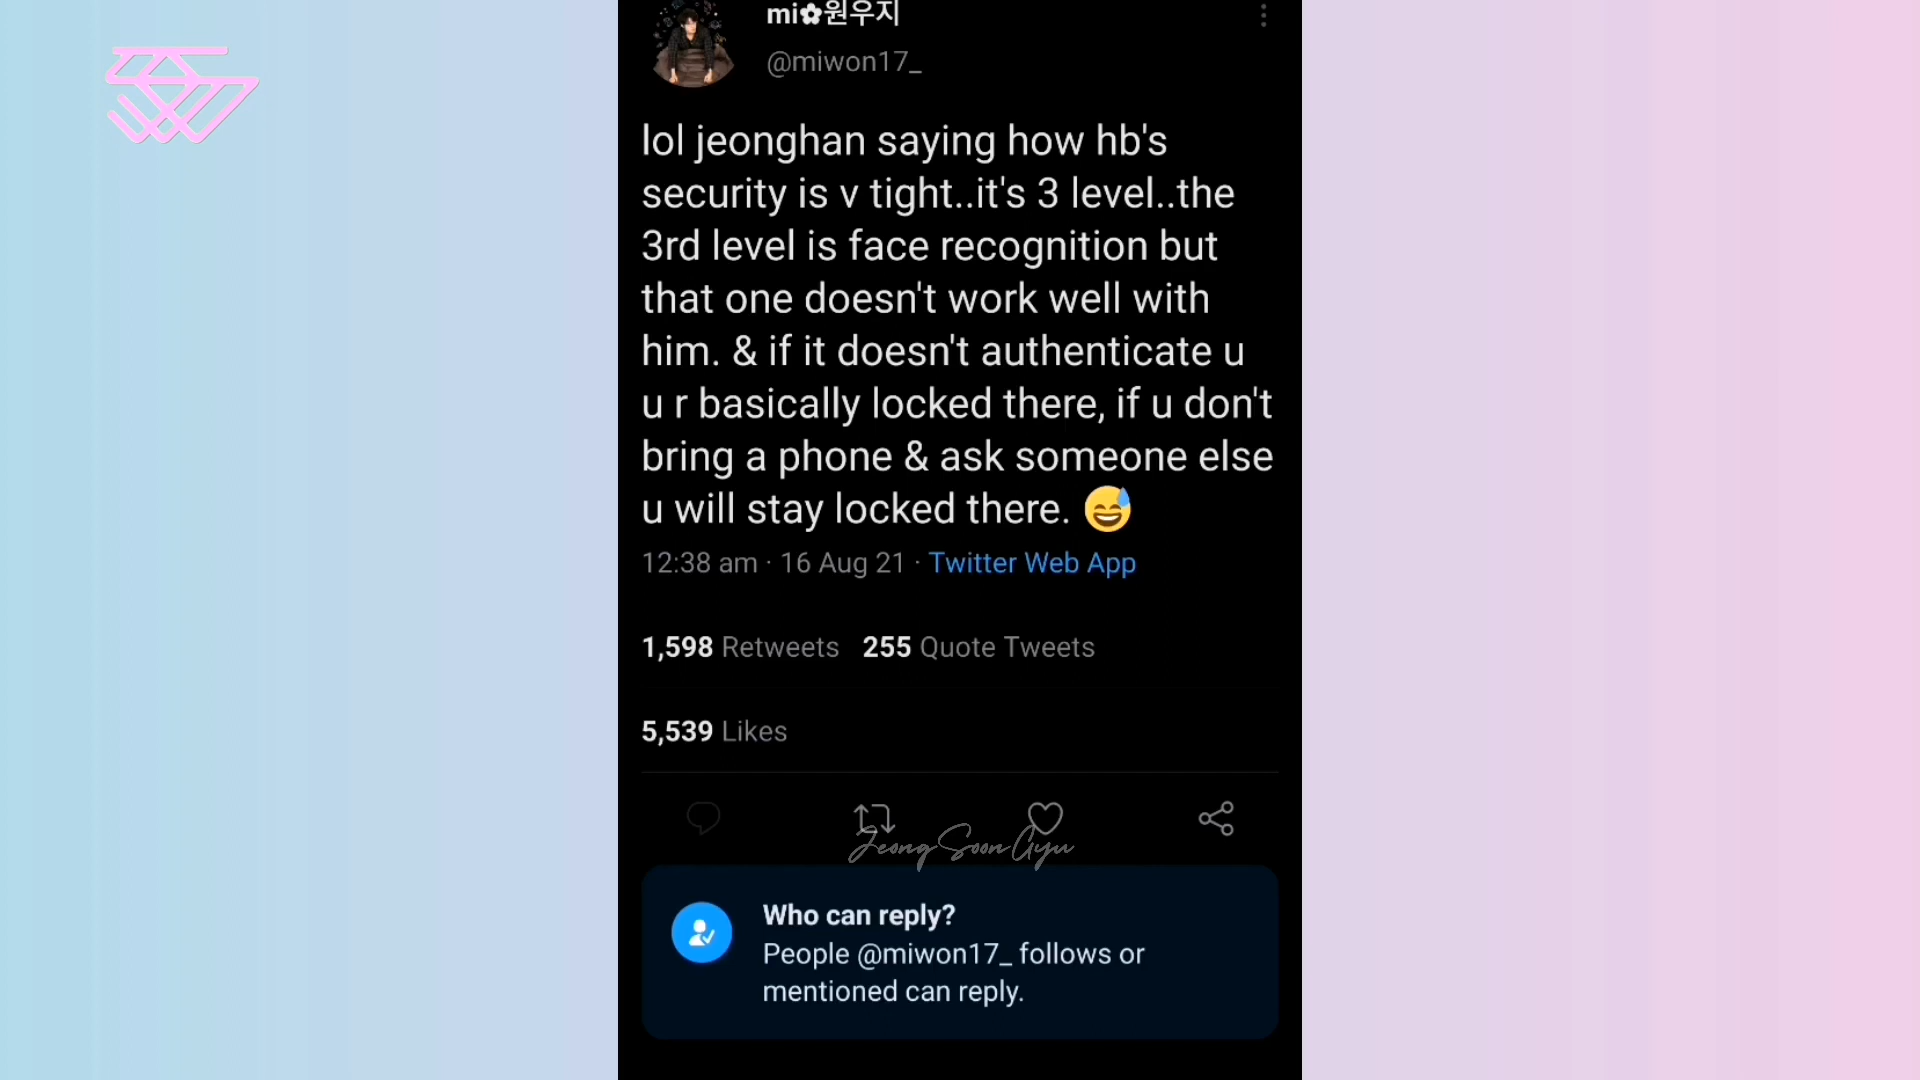 mi✿원우지
@miwon17_
lol jeonghan saying how hb's
security is v tight..it's 3 level..the
3rd level is face recognition but
that one doesn't work well with
him. & if it doesn't authenticate u
u r basically locked there, if u don't
bring a phone & ask someone else
u will stay locked there. 😅
12:38 am · 16 Aug 21 · Twitter Web App
1,598 Retweets 255 Quote Tweets
5,539 Likes
JeongSoonGyu
Who can reply?
People @miwon17_ follows or
mentioned can reply.